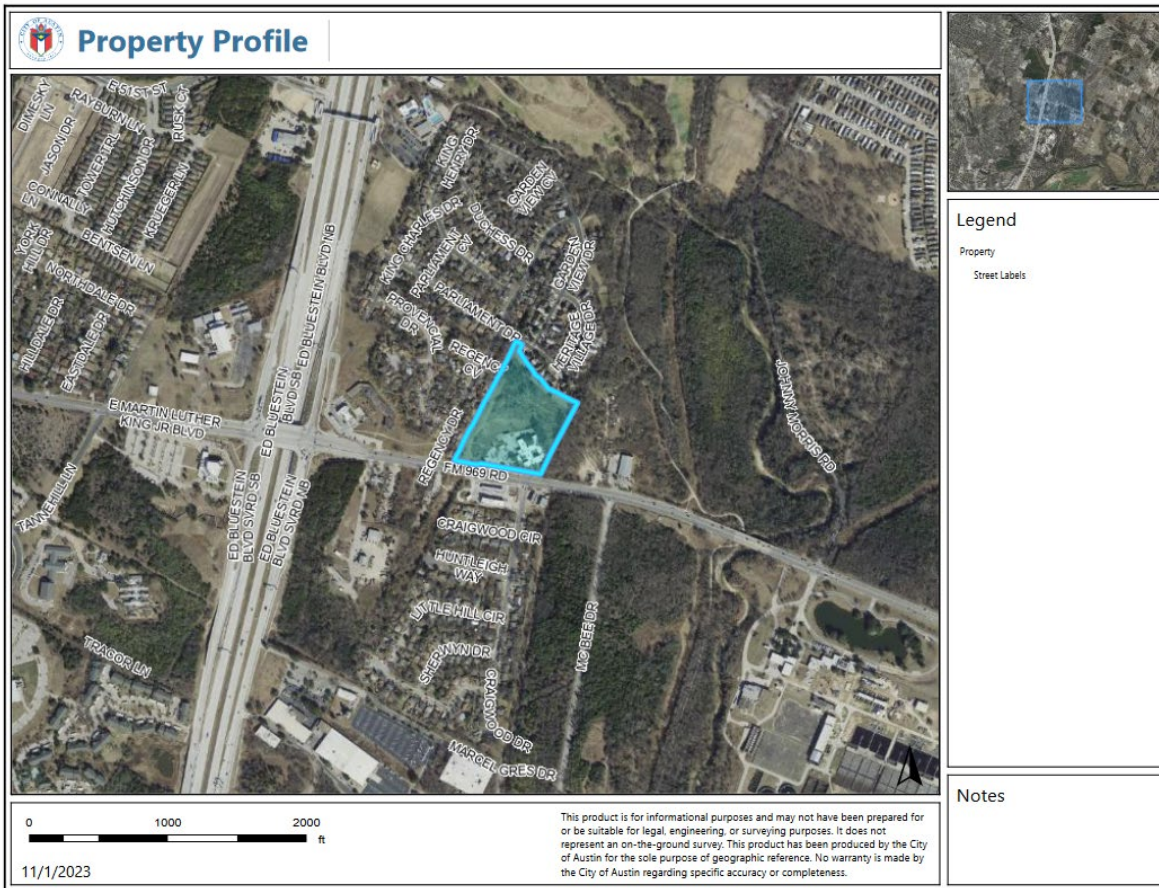 Property Profile
E 51ST ST
DIMESKY
LN
RAYBURN LN
RUSK CT
JASON DR
TOWER TRL
HUTCHINSON DR
KRUEGER LN
CONNALLY
LN
YORK
HILL DR
BENTSEN LN
NORTHDALE DR
HILLDALE DR
EASTDALE DR
ED BLUESTEIN
BLVD SB
ED BLUESTEIN BLVD NB
KING
HENRY DR
GARDEN
VIEW CV
KING CHARLES DR
DUCHESS DR
PARLIAMENT
CV
GARDEN
VIEW DR
PARLIAMENT DR
PROVENCIAL
DR
HERITAGE
VILLAGE DR
REGENCY
CV
JOHNNY MORRIS RD
E MARTIN LUTHER
KING JR BLVD
REGENCY DR
FM 969 RD
TANNEHILL LN
ED BLUESTEIN
BLVD SVRD SB
ED BLUESTEIN
BLVD SVRD NB
CRAIGWOOD CIR
HUNTLEIGH
WAY
LITTLE HILL CIR
SHERWYN DR
MC BEE DR
CRAIGWOOD DR
TRACOR LN
MARCEL GRES DR
Legend
Property
Street Labels
Notes
0 1000 2000
ft
11/1/2023
This product is for informational purposes and may not have been prepared for
or be suitable for legal, engineering, or surveying purposes. It does not
represent an on-the-ground survey. This product has been produced by the City
of Austin for the sole purpose of geographic reference. No warranty is made by
the City of Austin regarding specific accuracy or completeness.